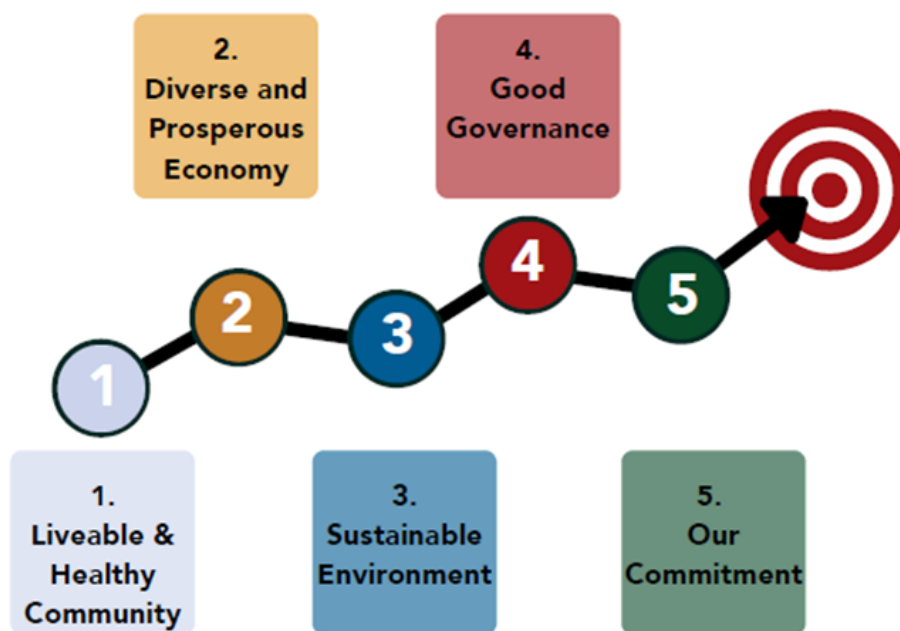 2.
Diverse and
Prosperous
Economy
4.
Good
Governance
1
2
3
4
5
1.
Liveable &
Healthy
Community
3.
Sustainable
Environment
5.
Our
Commitment